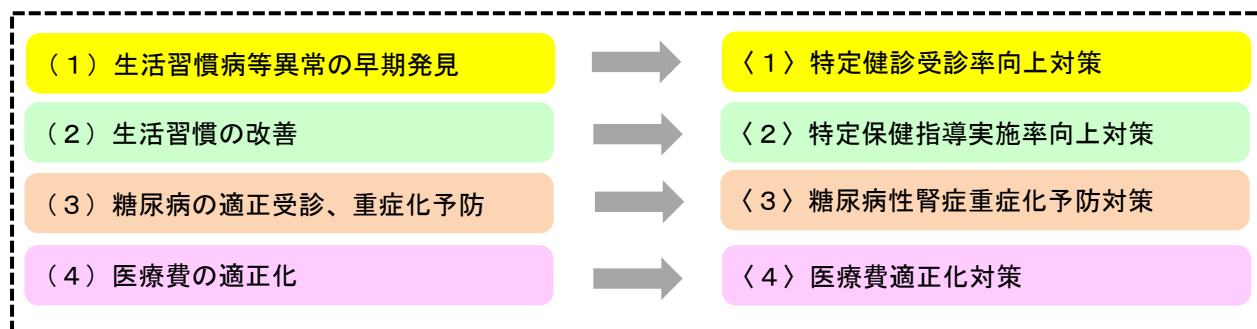 （１）生活習慣病等異常の早期発見
〈１〉特定健診受診率向上対策
（２）生活習慣の改善
〈２〉特定保健指導実施率向上対策
（３）糖尿病の適正受診、重症化予防
〈３〉糖尿病性腎症重症化予防対策
（４）医療費の適正化
〈４〉医療費適正化対策